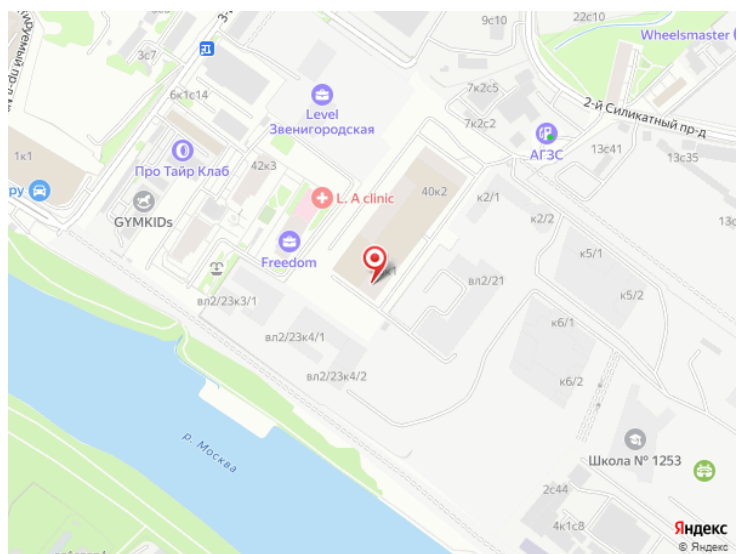 9с10
22с10
Wheelsmaster
3с7
6к1с14
Level
Звенигородская
7к2с5
7к2с2
2-й Силикатный пр-д
АГЗС
13с41
13с35
1к1
Про Тайр Клаб
42к3
ру
GYMKIDs
L. A clinic
40к2
к2/1
к2/2
Freedom
к5/1
к5/2
вл2/21
вл2/23к3/1
вл2/23к4/1
вл2/23к4/2
к6/1
к6/2
р. Москва
Школа № 1253
2с44
4к1с8
Яндекс
© Яндекс